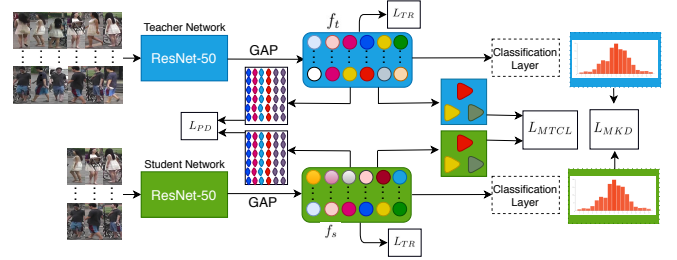 Teacher Network
ResNet-50
GAP
f_t
L_TR
Classification
Layer
L_PD
L_MTCL
L_MKD
Student Network
ResNet-50
GAP
f_s
L_TR
Classification
Layer